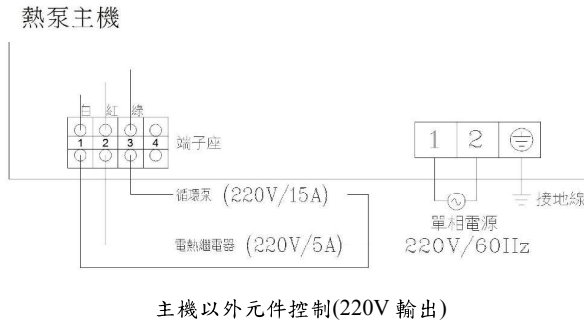 熱泵主機
白 紅 綠
1 2 3 4 端子座
1 2
循環泵 (220V/15A)
接地線
單相電源
220V/60Hz
電熱繼電器 (220V/5A)
主機以外元件控制(220V 輸出)